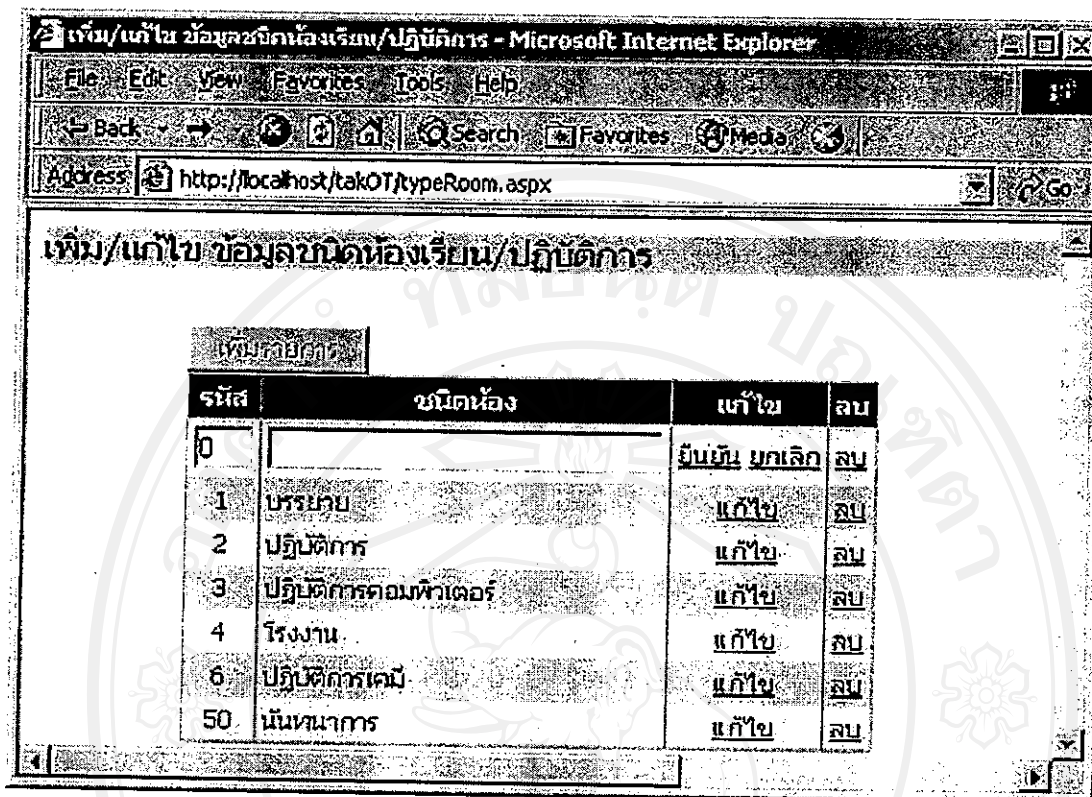 เพิ่ม/แก้ไข ข้อมูลชนิดห้องเรียน/ปฏิบัติการ - Microsoft Internet Explorer
File Edit View Favorites Tools Help
Back Search Favorites Media
Address http://localhost/takOT/typeRoom.aspx Go
เพิ่ม/แก้ไข ข้อมูลชนิดห้องเรียน/ปฏิบัติการ
เพิ่มรายการ
รหัส ชนิดห้อง แก้ไข ลบ
0 ยืนยัน ยกเลิก ลบ
1 บรรยาย แก้ไข ลบ
2 ปฏิบัติการ แก้ไข ลบ
3 ปฏิบัติการคอมพิวเตอร์ แก้ไข ลบ
4 โรงงาน แก้ไข ลบ
6 ปฏิบัติการเคมี แก้ไข ลบ
50 นันทนาการ แก้ไข ลบ